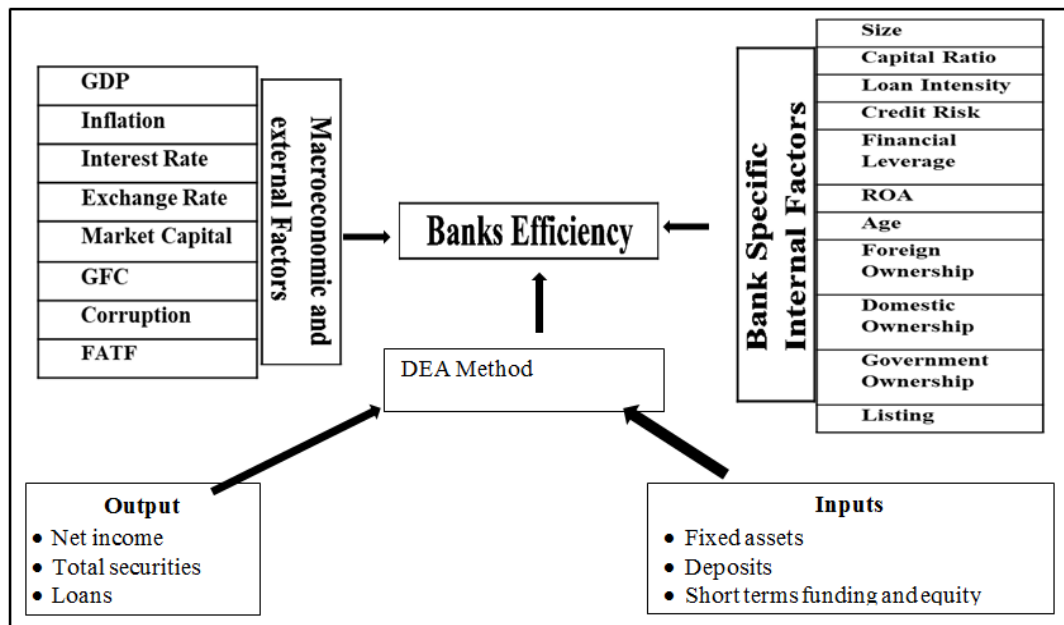 GDP
Inflation
Interest Rate
Exchange Rate
Market Capital
GFC
Corruption
FATF
Macroeconomic and
external Factors
Banks Efficiency
Bank Specific
Internal Factors
Size
Capital Ratio
Loan Intensity
Credit Risk
Financial
Leverage
ROA
Age
Foreign
Ownership
Domestic
Ownership
Government
Ownership
Listing
DEA Method
Output
• Net income
• Total securities
• Loans
Inputs
• Fixed assets
• Deposits
• Short terms funding and equity